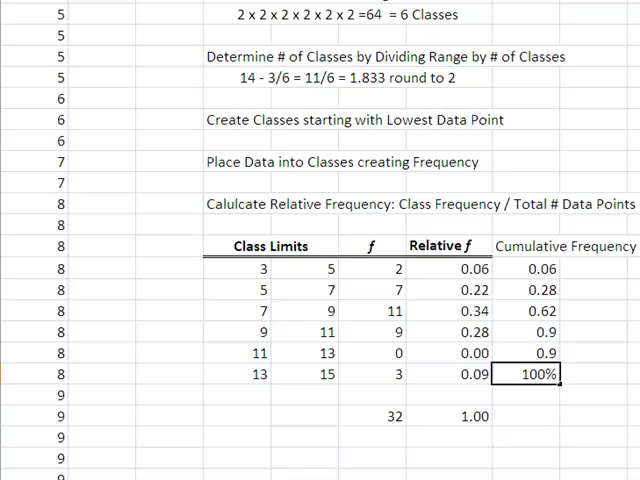 2 x 2 x 2 x 2 x 2 x 2 =64 = 6 Classes
5
5
5 Determine # of Classes by Dividing Range by # of Classes
5 14 - 3/6 = 11/6 = 1.833 round to 2
6
6 Create Classes starting with Lowest Data Point
6
7 Place Data into Classes creating Frequency
7
8 Calulcate Relative Frequency: Class Frequency / Total # Data Points
8
8 Class Limits f Relative f Cumulative Frequency
8 3 5 2 0.06 0.06
8 5 7 7 0.22 0.28
8 7 9 11 0.34 0.62
8 9 11 9 0.28 0.9
8 11 13 0 0.00 0.9
8 13 15 3 0.09 100%
9
9 32 1.00
9
9
9